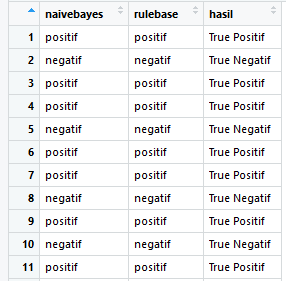 naivebayes rulebase hasil
1 positif positif True Positif
2 negatif negatif True Negatif
3 positif positif True Positif
4 positif positif True Positif
5 negatif negatif True Negatif
6 positif positif True Positif
7 positif positif True Positif
8 negatif negatif True Negatif
9 positif positif True Positif
10 negatif negatif True Negatif
11 positif positif True Positif